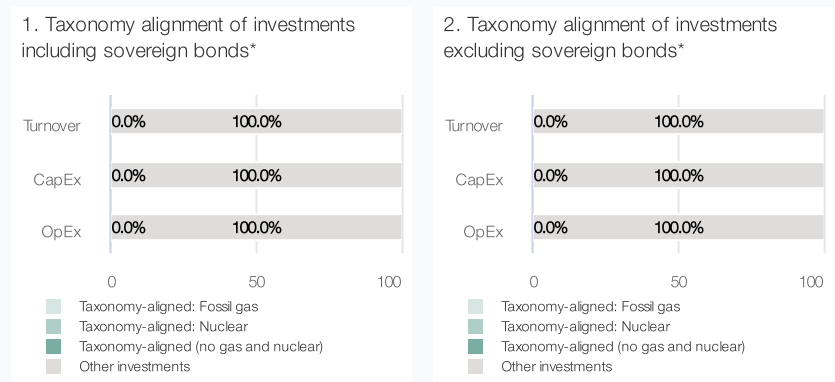 1. Taxonomy alignment of investments
including sovereign bonds*
Turnover 0.0% 100.0%
CapEx 0.0% 100.0%
OpEx 0.0% 100.0%
0 50 100
Taxonomy-aligned: Fossil gas
Taxonomy-aligned: Nuclear
Taxonomy-aligned (no gas and nuclear)
Other investments
2. Taxonomy alignment of investments
excluding sovereign bonds*
Turnover 0.0% 100.0%
CapEx 0.0% 100.0%
OpEx 0.0% 100.0%
0 50 100
Taxonomy-aligned: Fossil gas
Taxonomy-aligned: Nuclear
Taxonomy-aligned (no gas and nuclear)
Other investments